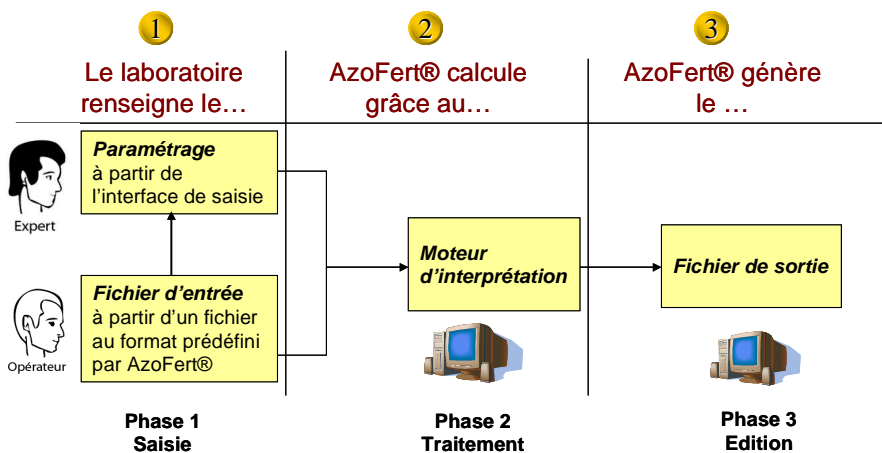 1
2
3
Le laboratoire
renseigne le…
AzoFert® calcule
grâce au…
AzoFert® génère
le …
Expert
Paramétrage
à partir de
l’interface de saisie
Moteur
d’interprétation
Fichier de sortie
Opérateur
Fichier d’entrée
à partir d’un fichier
au format prédéfini
par AzoFert®
Phase 1
Saisie
Phase 2
Traitement
Phase 3
Edition